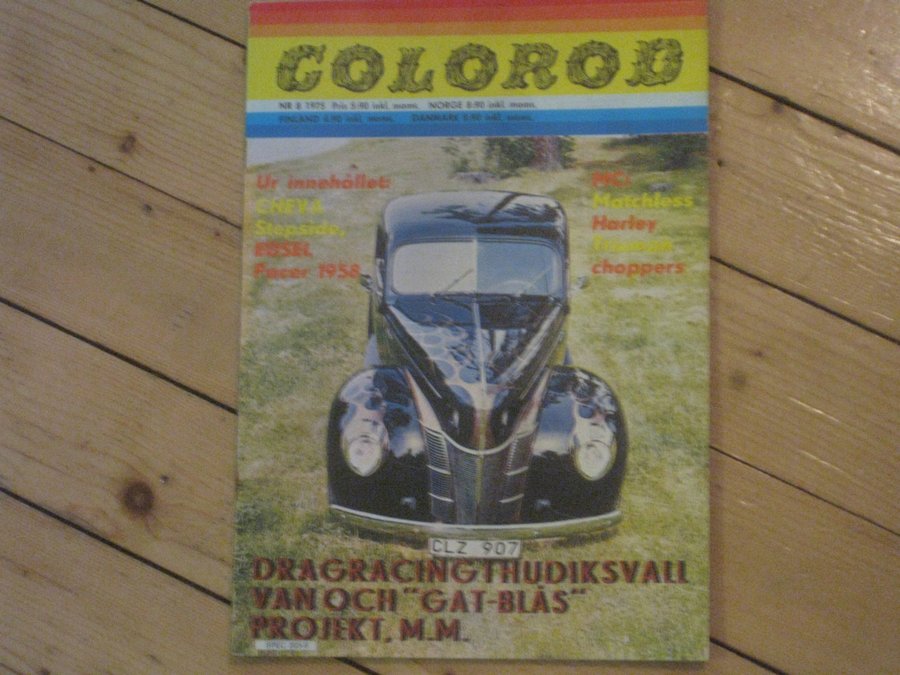 COLOROD
NR 8 1975 Pris 5:90 inkl. moms. NORGE 8:90 inkl. moms.
FINLAND 4:90 inkl. moms. DANMARK 8:90 inkl. moms.
Ur innehållet:
CHEVA
Stepside,
EDSEL
Pacer 1958
MC:
Matchless
Harley
Triumph
choppers
CLZ 907
DRAGRACINGTHUDIKSVALL
VAN OCH "GAT-BLÅS"
PROJEKT, M.M.